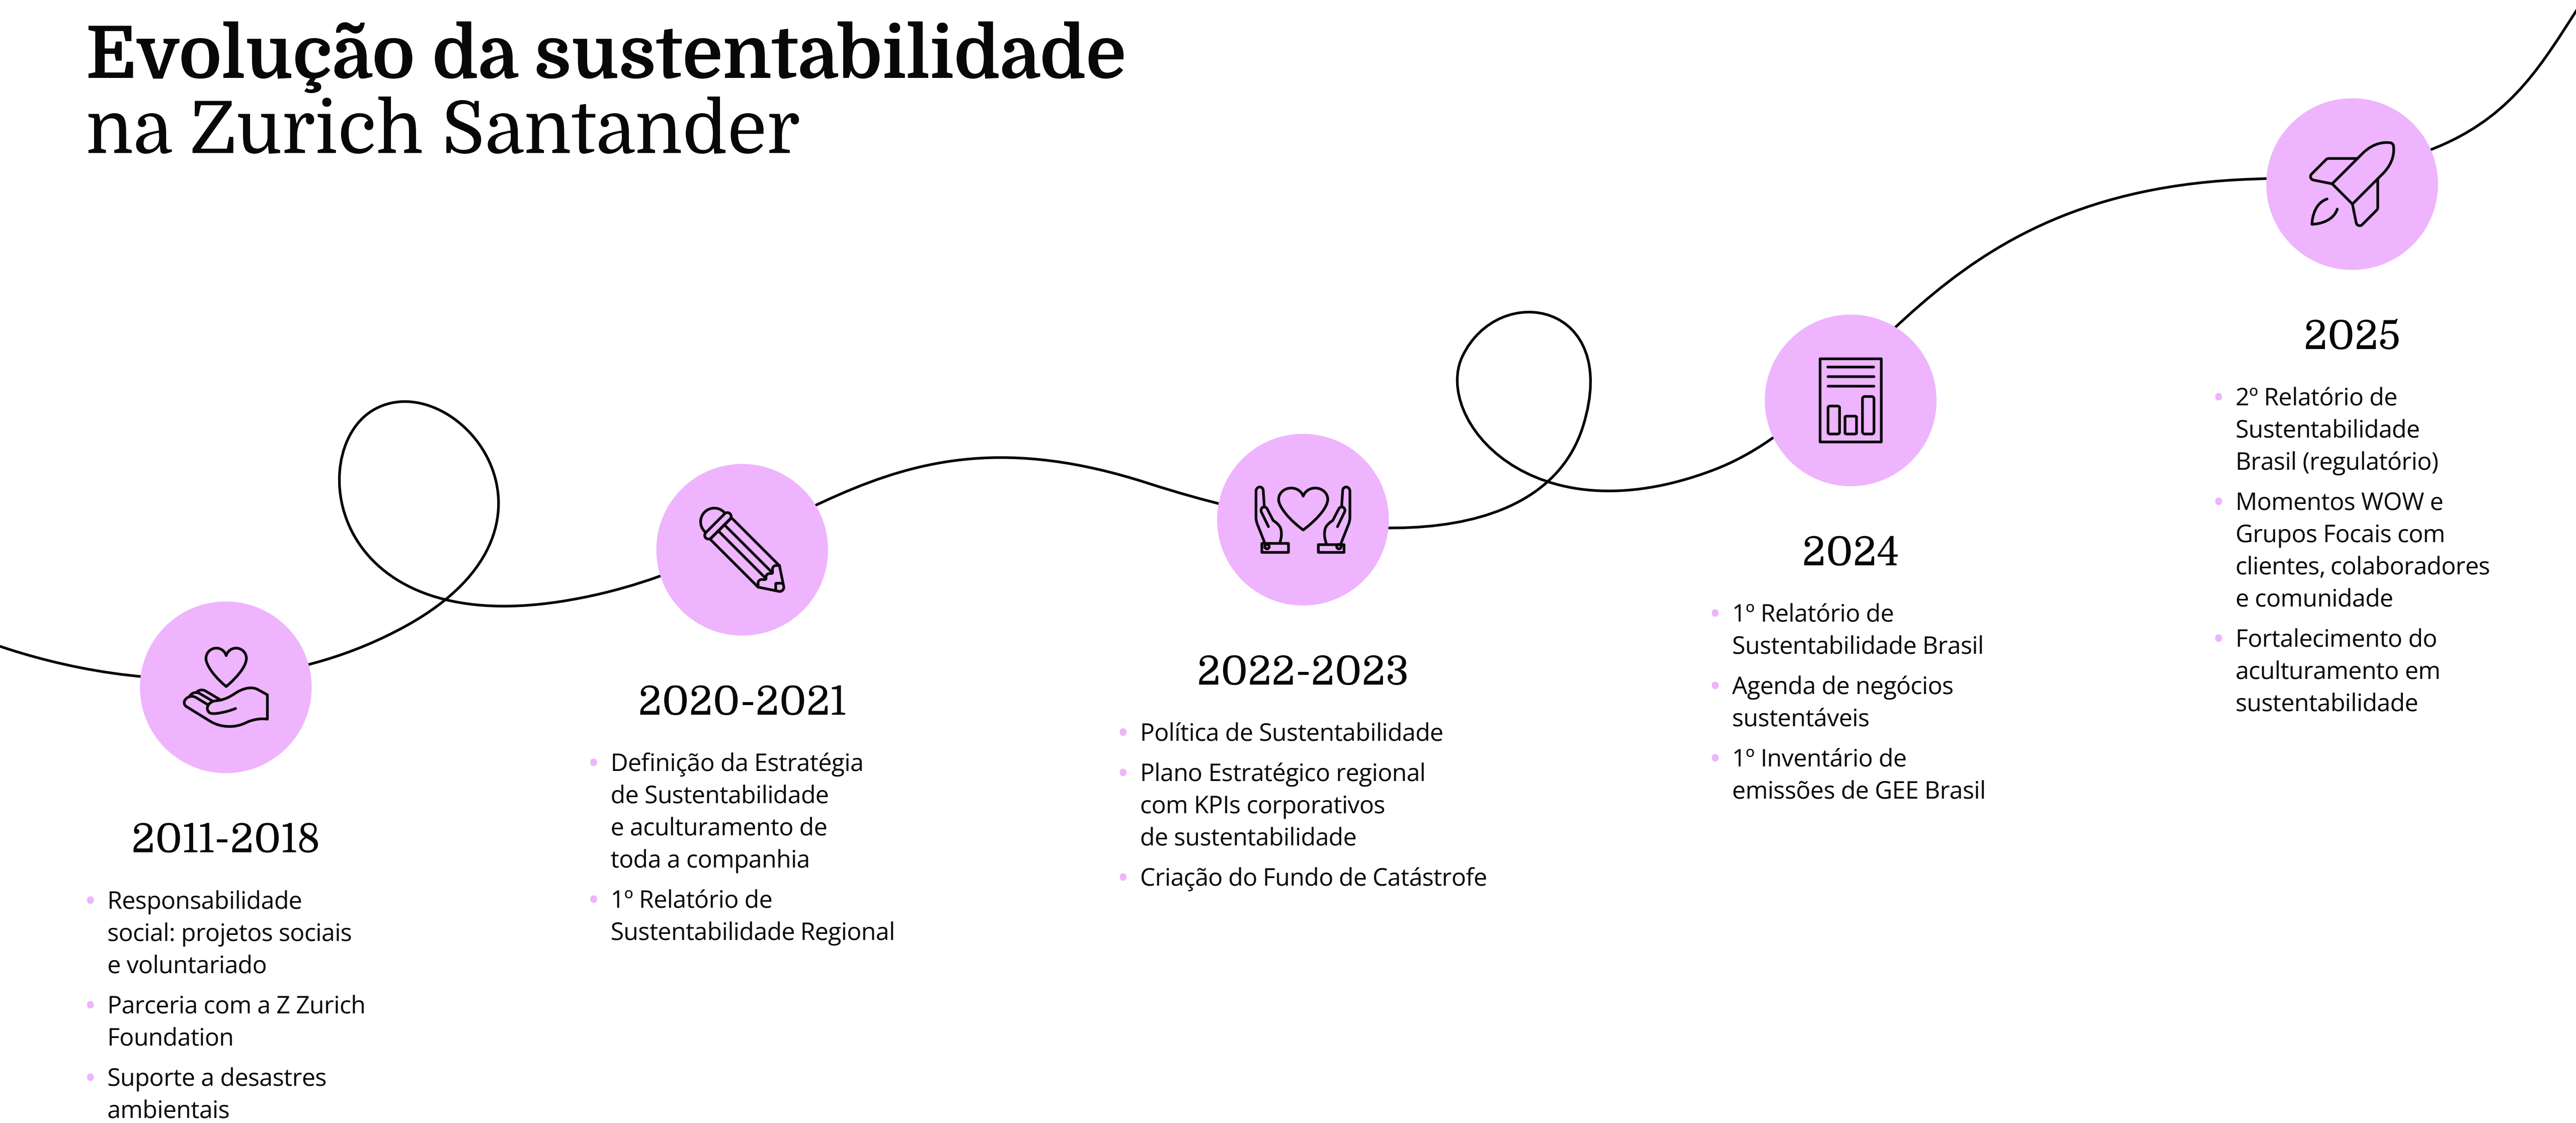 Evolução da sustentabilidade
na Zurich Santander
2011-2018
• Responsabilidade
social: projetos sociais
e voluntariado
• Parceria com a Z Zurich
Foundation
• Suporte a desastres
ambientais
2020-2021
• Definição da Estratégia
de Sustentabilidade
e aculturamento de
toda a companhia
• 1º Relatório de
Sustentabilidade Regional
2022-2023
• Política de Sustentabilidade
• Plano Estratégico regional
com KPIs corporativos
de sustentabilidade
• Criação do Fundo de Catástrofe
2024
• 1º Relatório de
Sustentabilidade Brasil
• Agenda de negócios
sustentáveis
• 1º Inventário de
emissões de GEE Brasil
2025
• 2º Relatório de
Sustentabilidade
Brasil (regulatório)
• Momentos WOW e
Grupos Focais com
clientes, colaboradores
e comunidade
• Fortalecimento do
aculturamento em
sustentabilidade